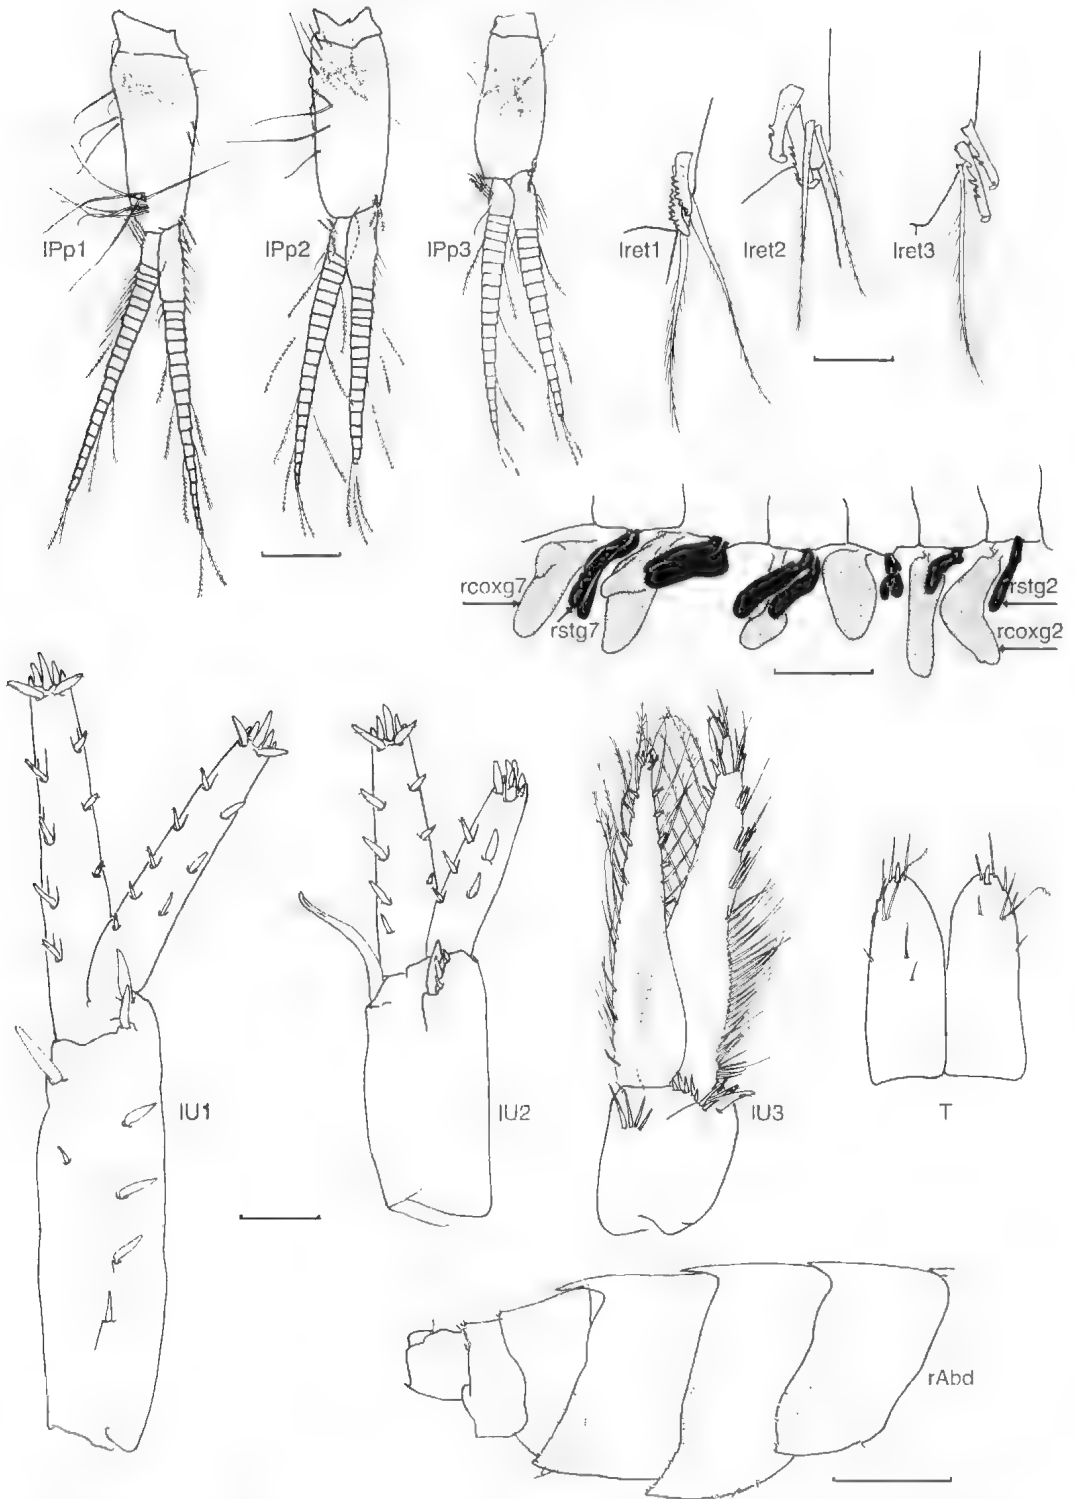 lPp1
lPp2
lPp3
lret1
lret2
lret3
rcoxg7
rstg7
rstg2
rcoxg2
lU1
lU2
lU3
T
rAbd